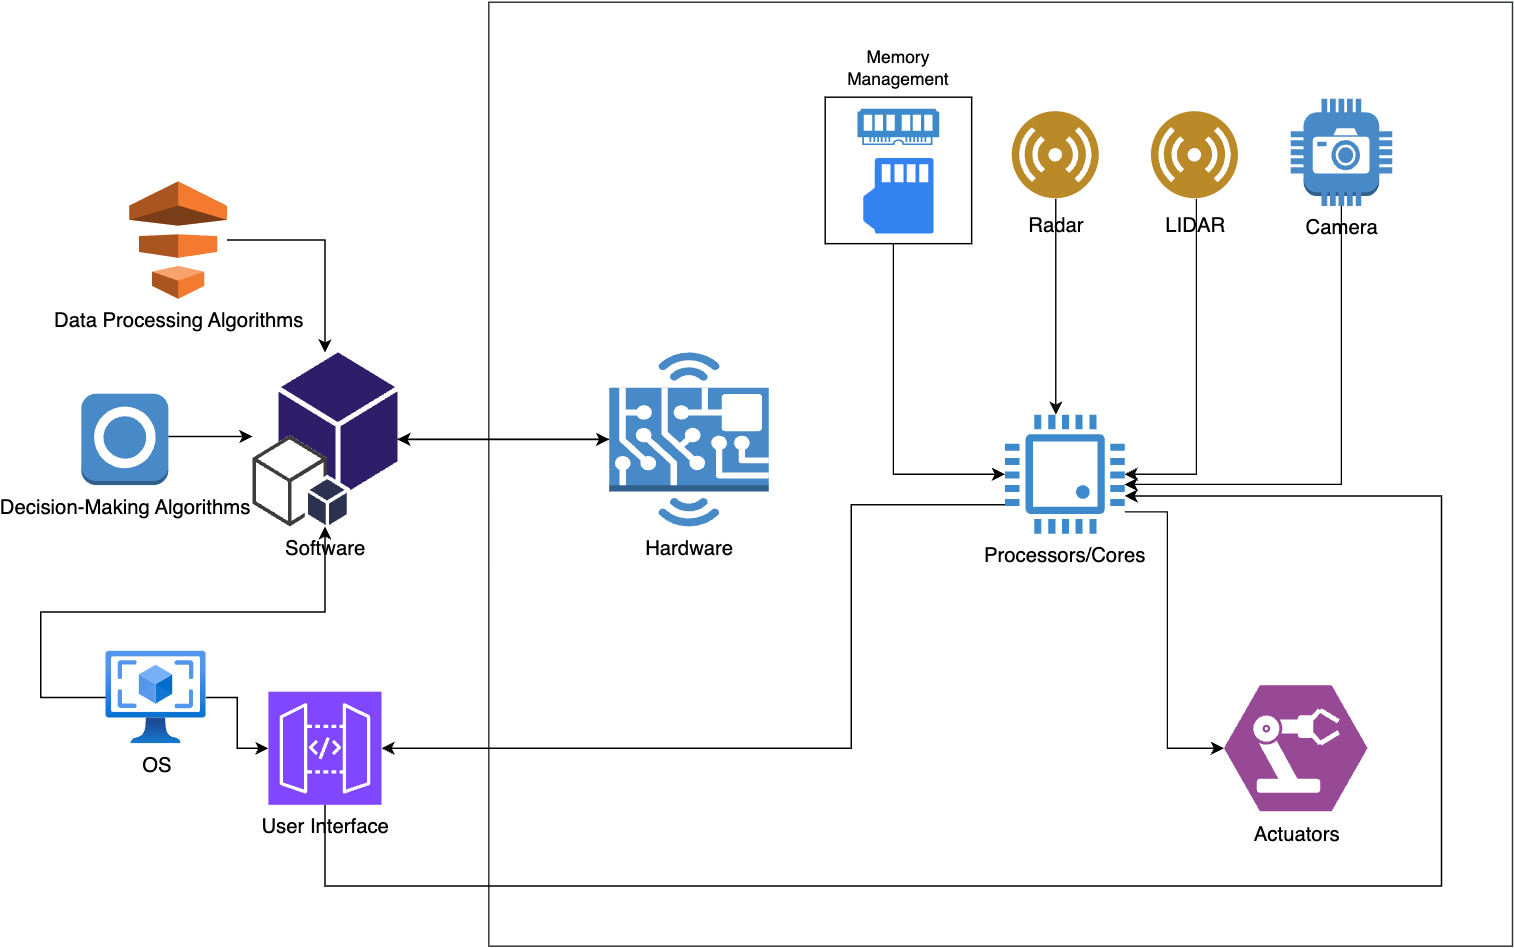 Memory
Management
Radar
LIDAR
Camera
Data Processing Algorithms
Decision-Making Algorithms
Software
Hardware
Processors/Cores
OS
</>
User Interface
Actuators